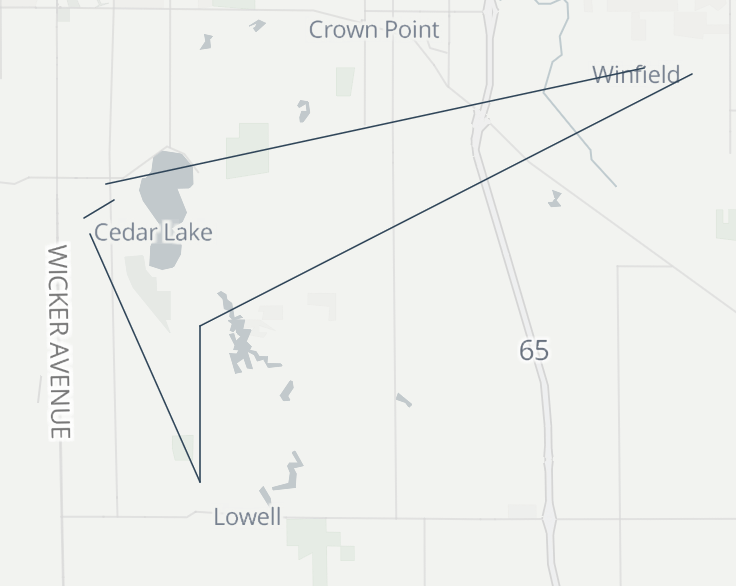 Crown Point
Winfield
Cedar Lake
WICKER AVENUE
65
Lowell